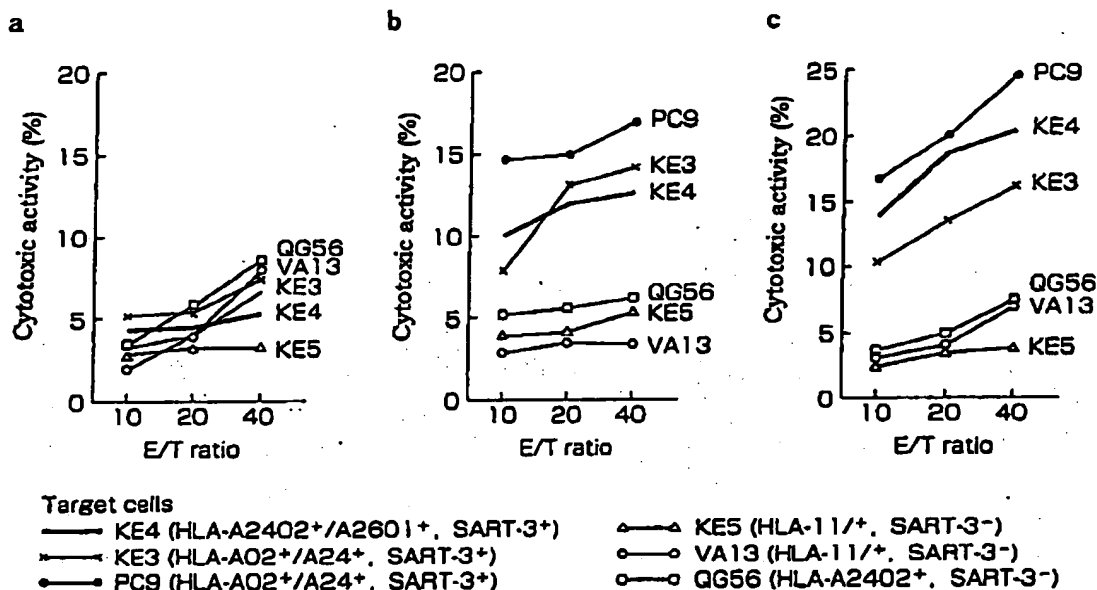 a
b
c
20
15
10
5
0
Cytotoxic activity (%)
QG56
VA13
KE3
KE4
KE5
10 20 40
E/T ratio
20
15
10
5
0
Cytotoxic activity (%)
PC9
KE3
KE4
QG56
KE5
VA13
10 20 40
E/T ratio
25
20
15
10
5
0
Cytotoxic activity (%)
PC9
KE4
KE3
QG56
VA13
KE5
10 20 40
E/T ratio
Target cells
KE4 (HLA-A2402+/A2601+, SART-3+)
KE3 (HLA-A02+/A24+, SART-3+)
PC9 (HLA-A02+/A24+, SART-3+)
KE5 (HLA-11/+, SART-3-)
VA13 (HLA-11/+, SART-3-)
QG56 (HLA-A2402+, SART-3-)